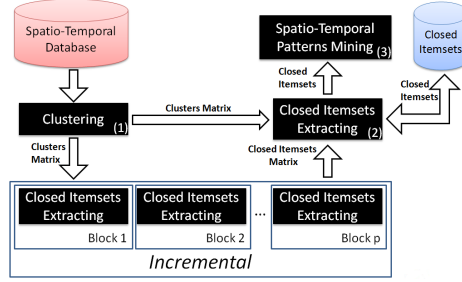 Spatio-Temporal
Database
Spatio-Temporal
Patterns Mining (3)
Closed
Itemsets
Closed
Itemsets
Closed
Itemsets
Clustering (1)
Clusters Matrix
Closed Itemsets
Extracting (2)
Clusters
Matrix
Closed Itemsets
Matrix
Closed Itemsets
Extracting
Block 1
Closed Itemsets
Extracting
Block 2
...
Closed Itemsets
Extracting
Block p
Incremental